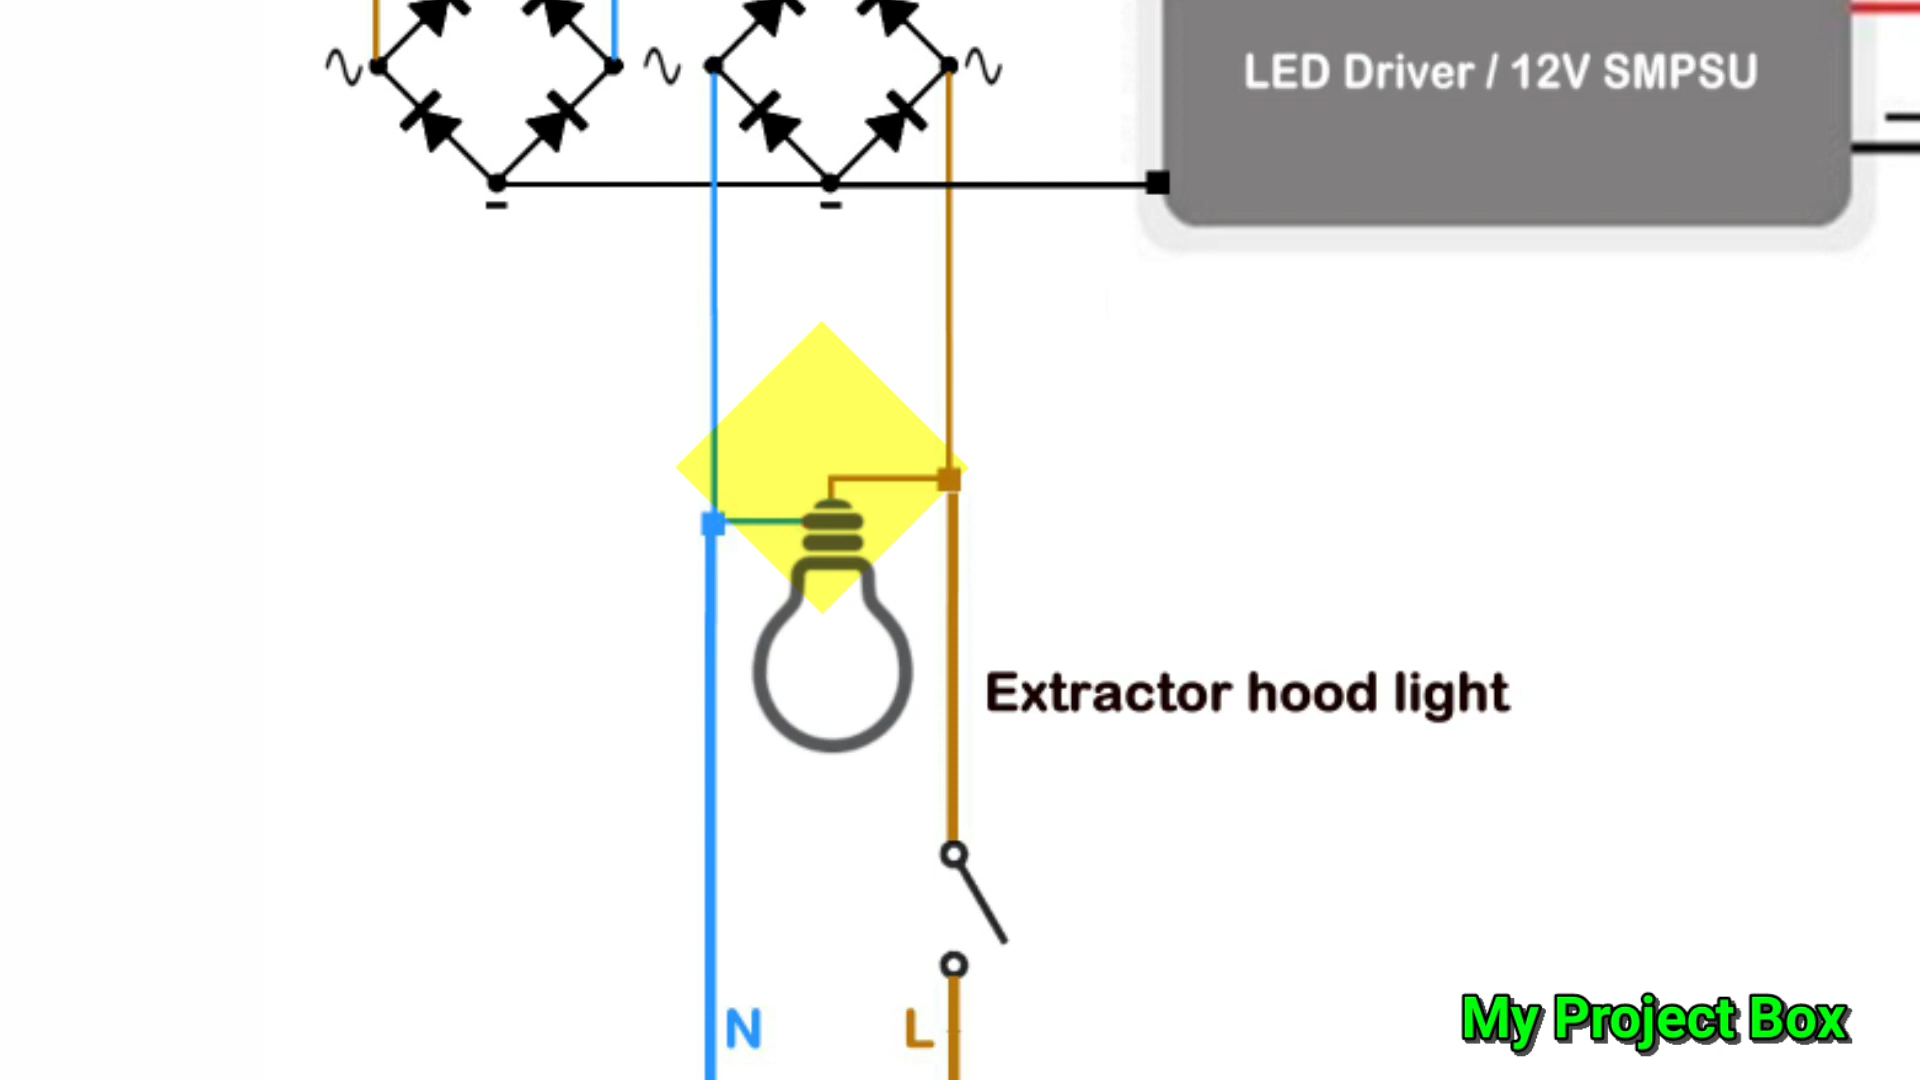 LED Driver / 12V SMPSU
Extractor hood light
N
L
My Project Box